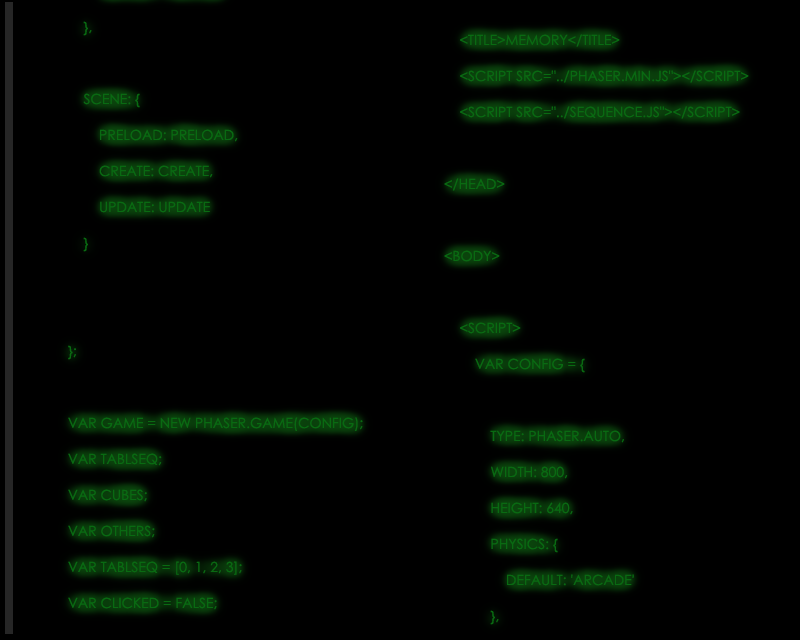 },
SCENE: {
PRELOAD: PRELOAD,
CREATE: CREATE,
UPDATE: UPDATE
}
};
VAR GAME = NEW PHASER.GAME(CONFIG);
VAR TABLSEQ;
VAR CUBES;
VAR OTHERS;
VAR TABLSEQ = [0, 1, 2, 3];
VAR CLICKED = FALSE;
<TITLE>MEMORY</TITLE>
<SCRIPT SRC="../PHASER.MIN.JS"></SCRIPT>
<SCRIPT SRC="../SEQUENCE.JS"></SCRIPT>
</HEAD>
<BODY>
<SCRIPT>
VAR CONFIG = {
TYPE: PHASER.AUTO,
WIDTH: 800,
HEIGHT: 640,
PHYSICS: {
DEFAULT: 'ARCADE'
},